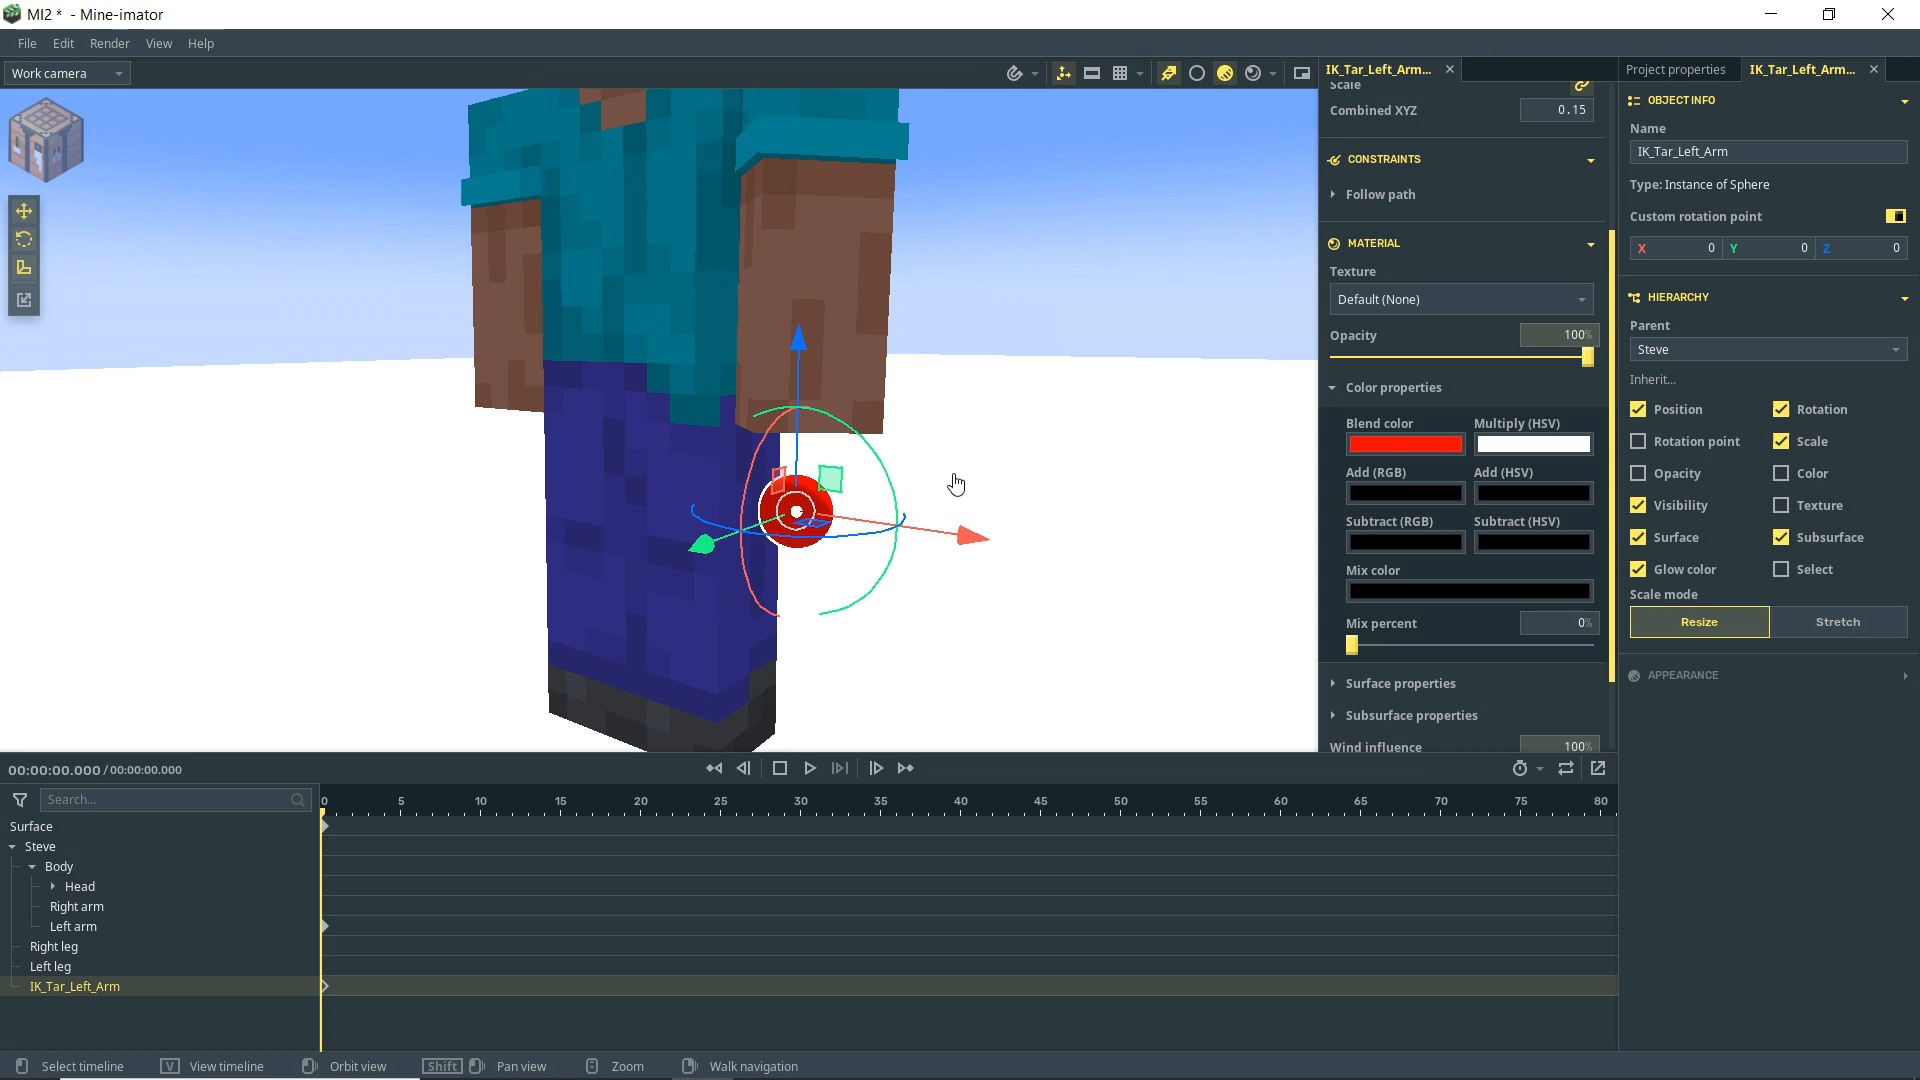 MI2 * - Mine-imator
File Edit Render View Help
Work camera
IK_Tar_Left_Arm...
Project properties IK_Tar_Left_Arm...
Scale
Combined XYZ 0.15
CONSTRAINTS
Follow path
MATERIAL
Texture
Default (None)
Opacity 100%
Color properties
Blend color Multiply (HSV)
Add (RGB) Add (HSV)
Subtract (RGB) Subtract (HSV)
Mix color
Mix percent 0%
Surface properties
Subsurface properties
Wind influence 100%
OBJECT INFO
Name
IK_Tar_Left_Arm
Type: Instance of Sphere
Custom rotation point
X 0 Y 0 Z 0
HIERARCHY
Parent
Steve
Inherit...
Position Rotation
Rotation point Scale
Opacity Color
Visibility Texture
Surface Subsurface
Glow color Select
Scale mode
Resize Stretch
APPEARANCE
00:00:00.000 / 00:00:00.000
Search...
0 5 10 15 20 25 30 35 40 45 50 55 60 65 70 75 80
Surface
Steve
Body
Head
Right arm
Left arm
Right leg
Left leg
IK_Tar_Left_Arm
Select timeline V View timeline Orbit view Shift Pan view Zoom Walk navigation